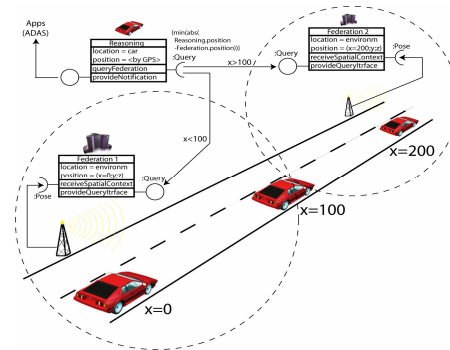 Apps
(ADAS)
Reasoning
location = car
position = <by GPS>
queryFederation
provideNotification
{min(abs(
Reasoning.position
-Federation.position))}
:Query
x>100
:Query
Federation 2
location = environm
position = (x=200;y;z)
receiveSpatialContext
provideQueryItrface
:Pose
x<100
Federation 1
location = environm
position = (x=0;y;z)
receiveSpatialContext
provideQueryItrface
:Query
:Pose
x=200
x=100
x=0